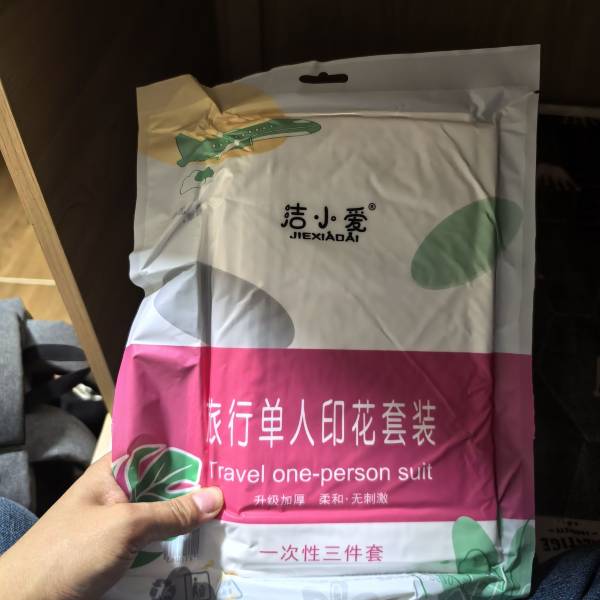 洁小爱®
JIEXIAOAI
旅行单人印花套装
Travel one-person suit
升级加厚 柔和·无刺激
一次性三件套